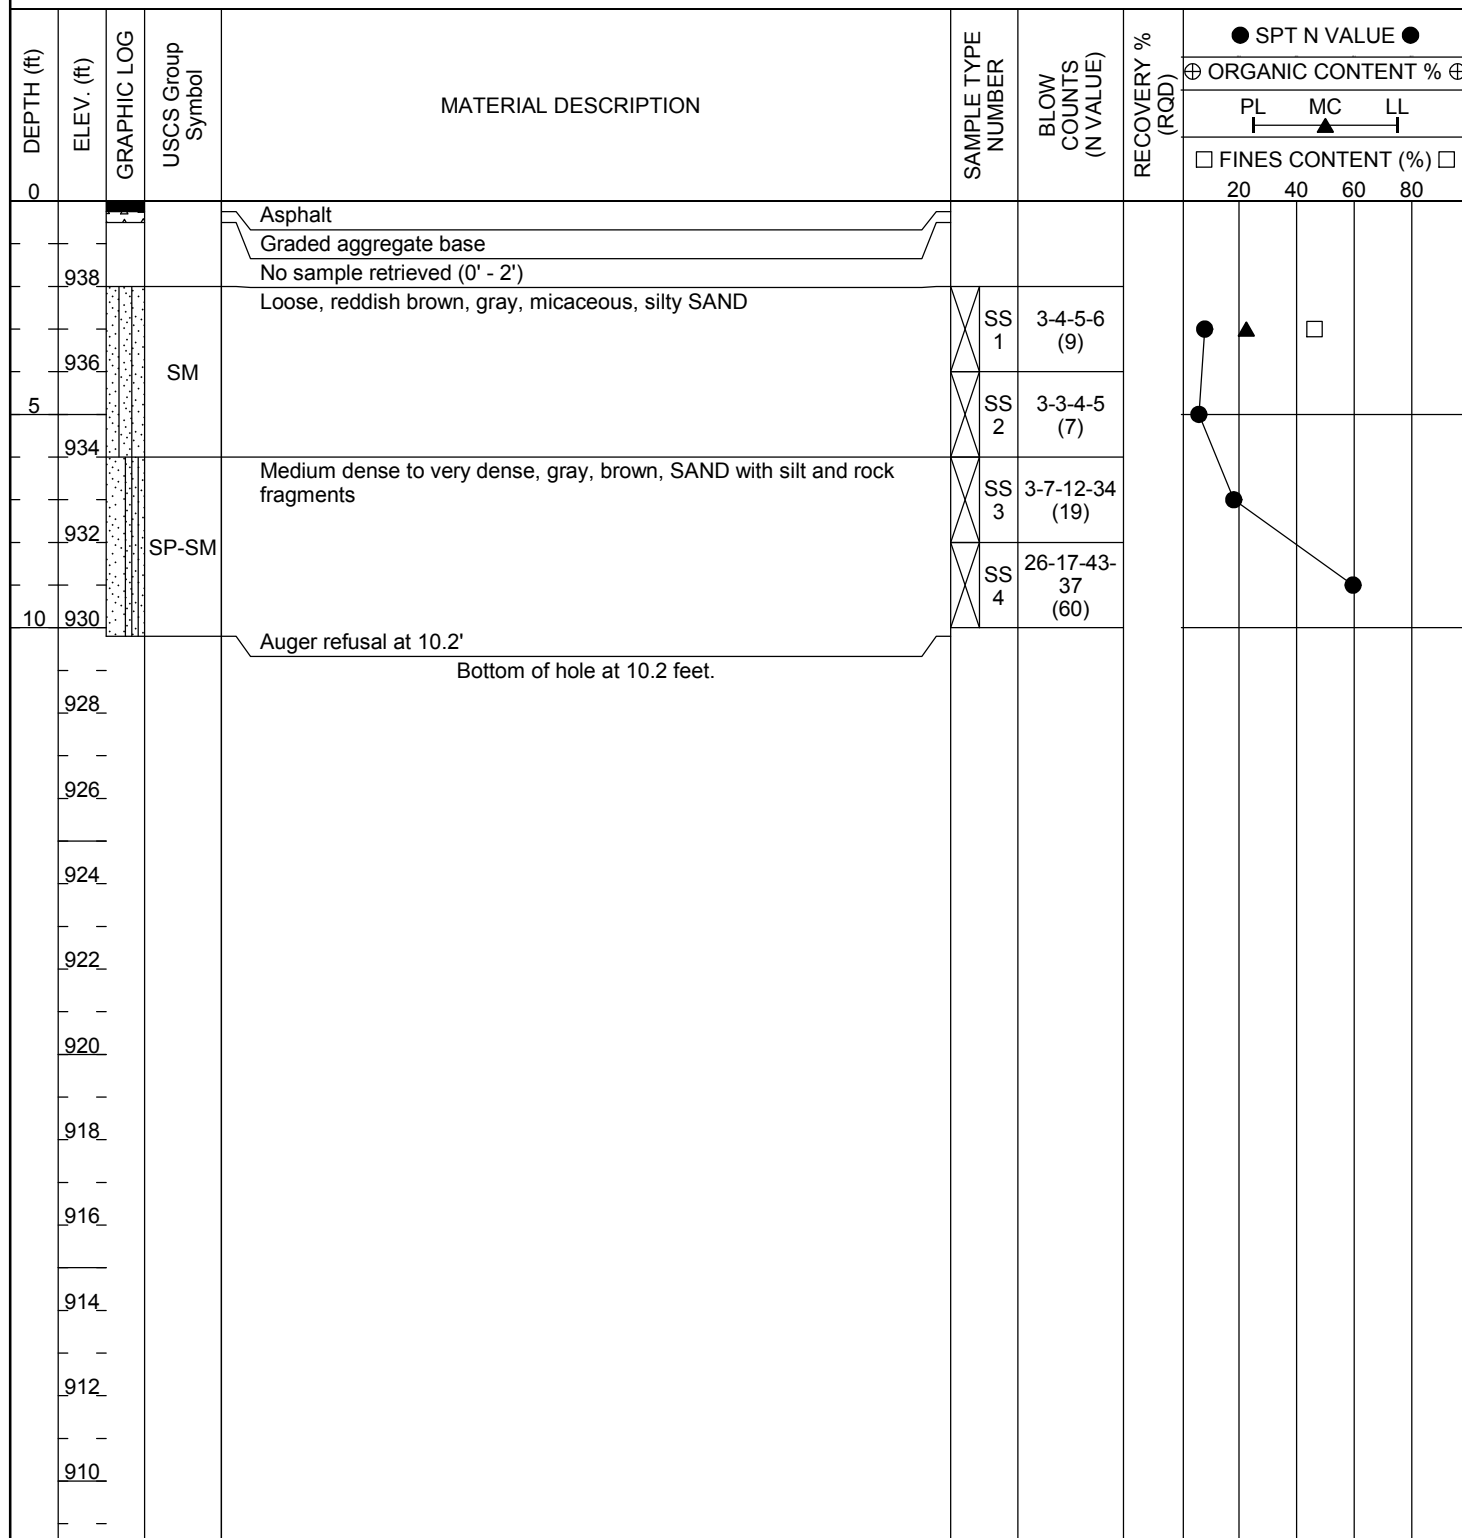 DEPTH (ft)
ELEV. (ft)
GRAPHIC LOG
USCS Group
Symbol
MATERIAL DESCRIPTION
SAMPLE TYPE
NUMBER
BLOW
COUNTS
(N VALUE)
RECOVERY %
(RQD)
SPT N VALUE
ORGANIC CONTENT %
PL MC LL
FINES CONTENT (%)
0
20 40 60 80
Asphalt
Graded aggregate base
No sample retrieved (0' - 2')
938
Loose, reddish brown, gray, micaceous, silty SAND
SS
1
3-4-5-6
(9)
936
SM
5
SS
2
3-3-4-5
(7)
934
Medium dense to very dense, gray, brown, SAND with silt and rock
fragments
SS
3
3-7-12-34
(19)
932
SP-SM
SS
4
26-17-43-
37
(60)
10
930
Auger refusal at 10.2'
Bottom of hole at 10.2 feet.
928
926
924
922
920
918
916
914
912
910